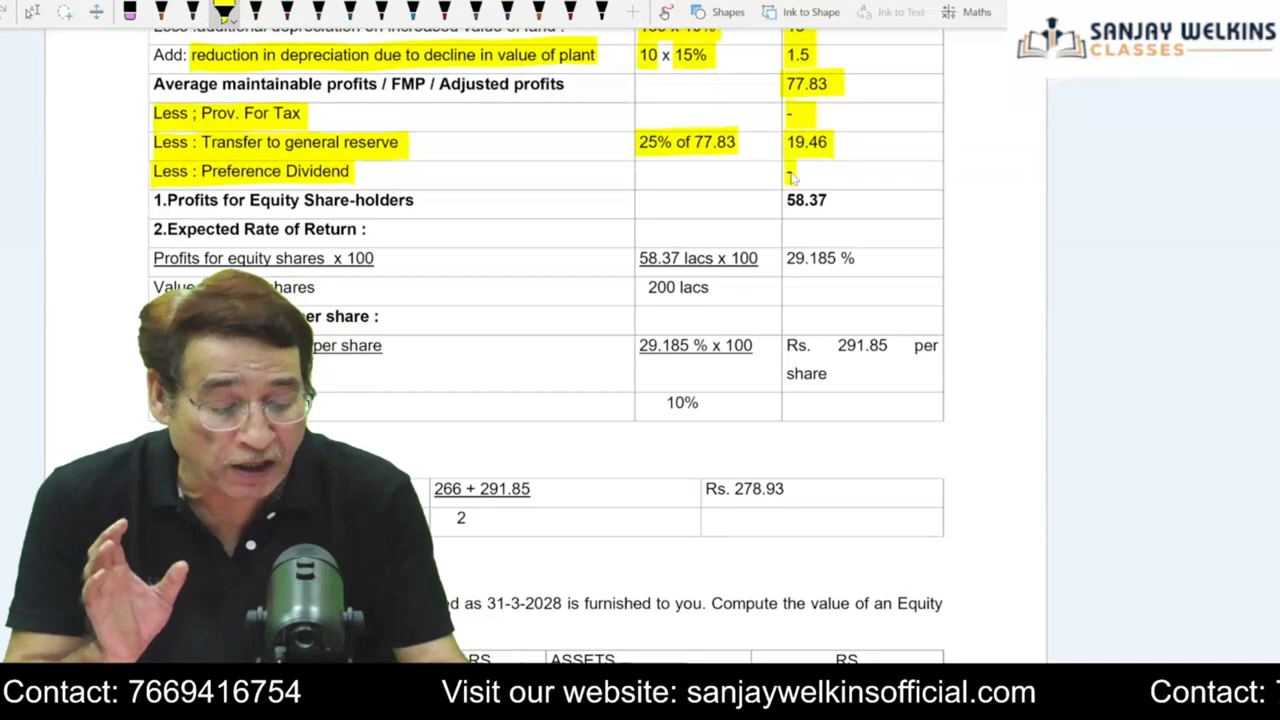 Shapes Ink to Shape Ink to Text Maths
SANJAY WELKINS
CLASSES
Add: reduction in depreciation due to decline in value of plant 10 x 15% 1.5
Average maintainable profits / FMP / Adjusted profits 77.83
Less ; Prov. For Tax -
Less : Transfer to general reserve 25% of 77.83 19.46
Less : Preference Dividend -
1.Profits for Equity Share-holders 58.37
2.Expected Rate of Return :
Profits for equity shares x 100 58.37 lacs x 100 29.185 %
200 lacs
per share :
per share 29.185 % x 100 Rs. 291.85 per
share
10%
266 + 291.85 Rs. 278.93
2
as 31-3-2028 is furnished to you. Compute the value of an Equity
RS ASSETS RS
Contact: 7669416754 Visit our website: sanjaywelkinsofficial.com Contact: